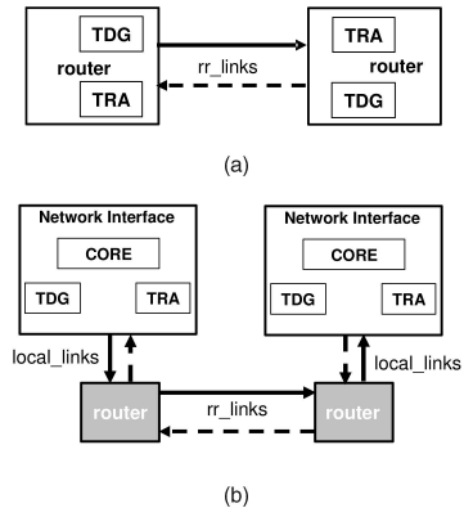 TDG
TRA
router
rr_links
router
TRA
TDG
(a)
Network Interface
Network Interface
CORE
CORE
TDG
TRA
TDG
TRA
local_links
local_links
router
rr_links
router
(b)